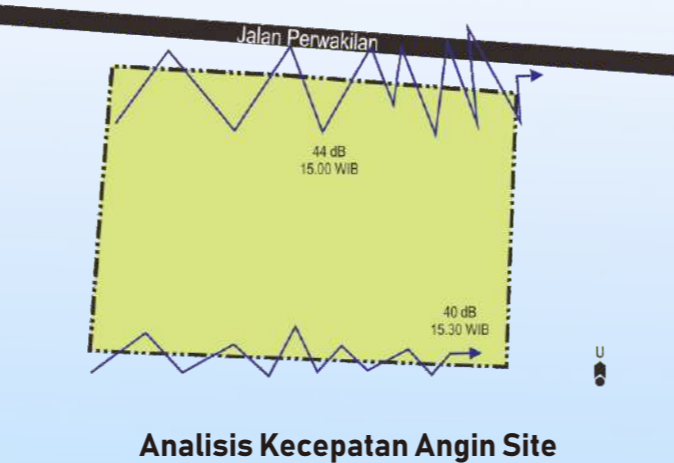 Jalan Perwakilan
44 dB
15.00 WIB
40 dB
15.30 WIB
U
Analisis Kecepatan Angin Site